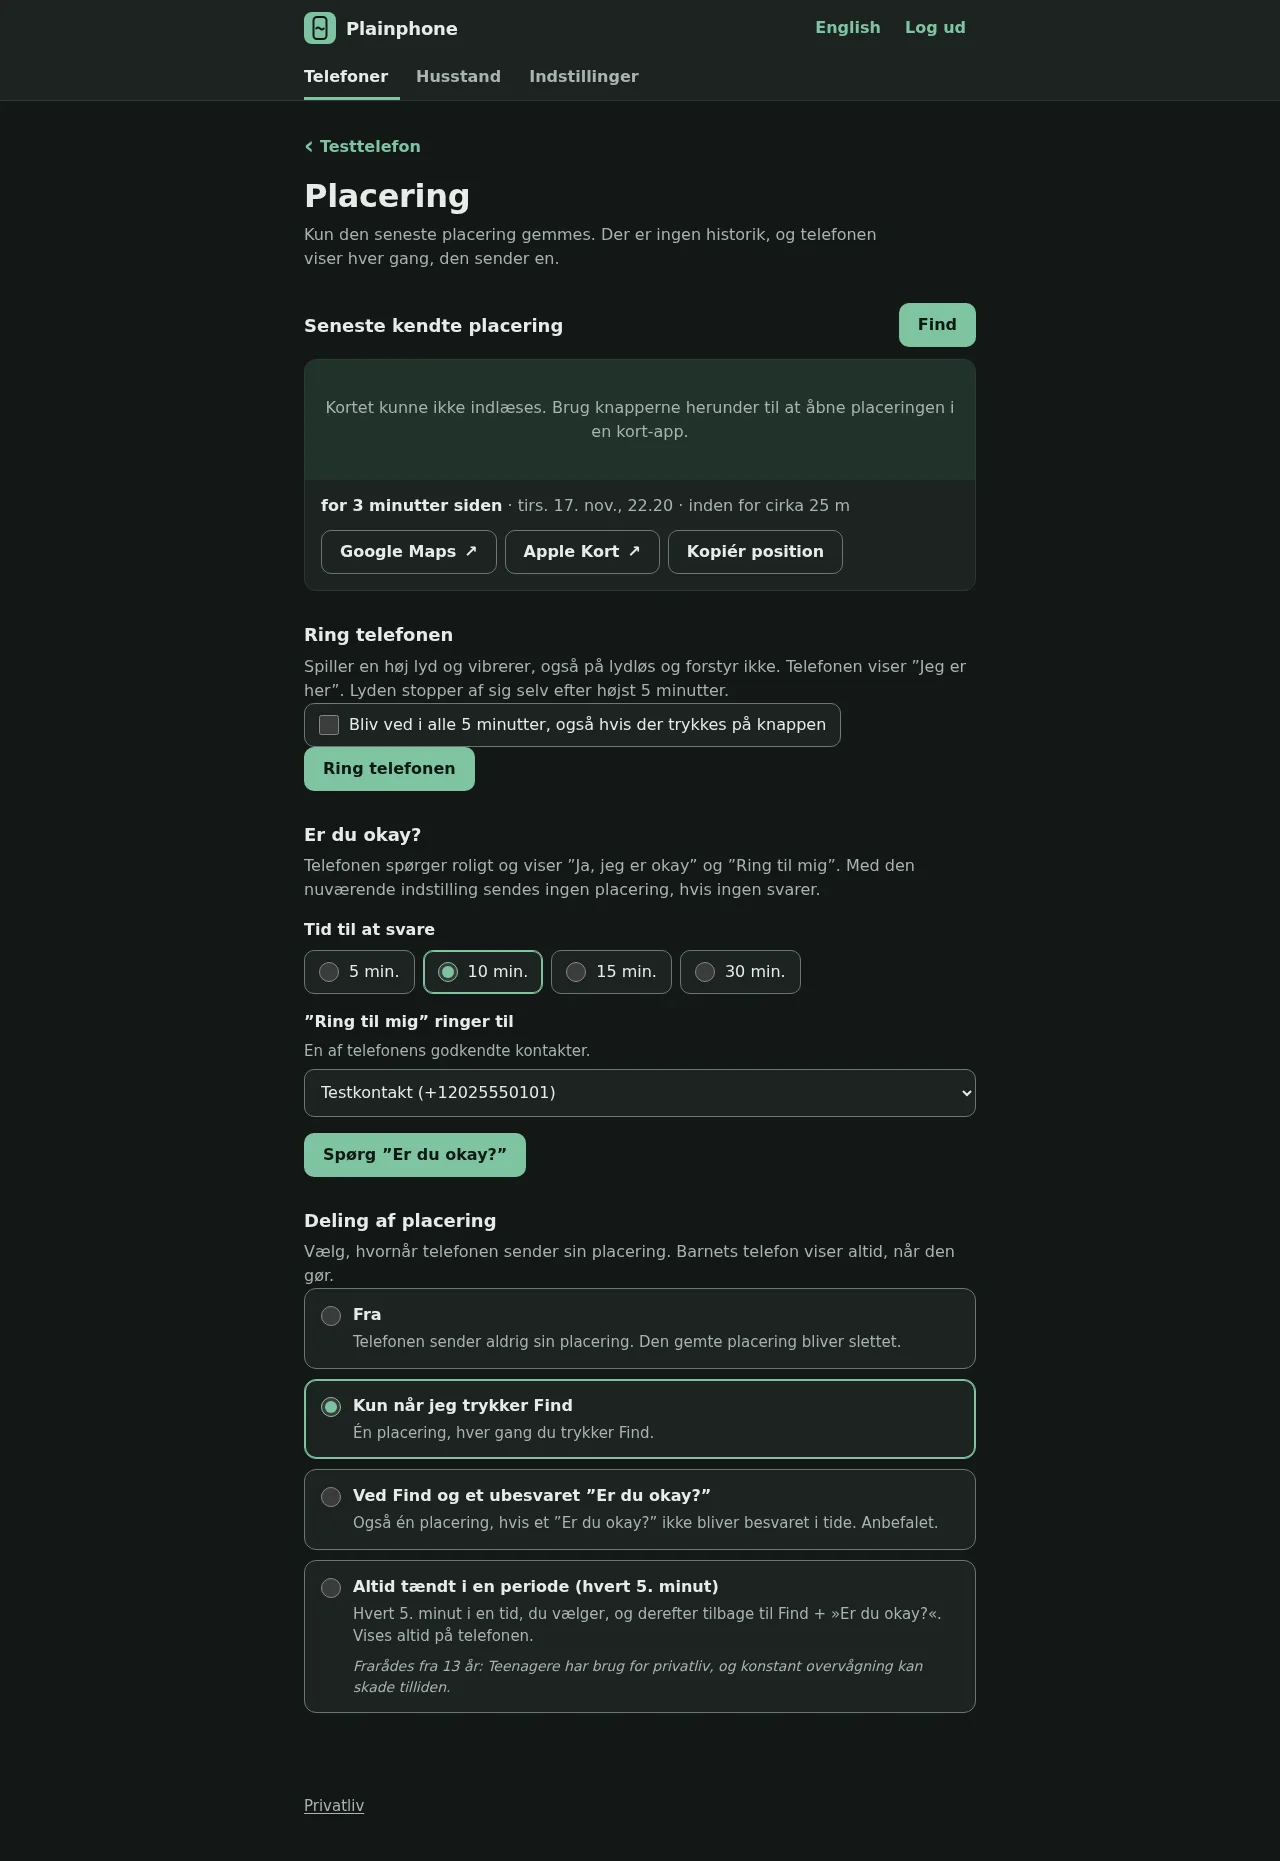 Plainphone
English
Log ud
Telefoner
Husstand
Indstillinger
‹ Testtelefon
Placering
Kun den seneste placering gemmes. Der er ingen historik, og telefonen
viser hver gang, den sender en.
Seneste kendte placering
Find
Kortet kunne ikke indlæses. Brug knapperne herunder til at åbne placeringen i
en kort-app.
for 3 minutter siden · tirs. 17. nov., 22.20 · inden for cirka 25 m
Google Maps ↗
Apple Kort ↗
Kopiér position
Ring telefonen
Spiller en høj lyd og vibrerer, også på lydløs og forstyr ikke. Telefonen viser ”Jeg er
her”. Lyden stopper af sig selv efter højst 5 minutter.
Bliv ved i alle 5 minutter, også hvis der trykkes på knappen
Ring telefonen
Er du okay?
Telefonen spørger roligt og viser ”Ja, jeg er okay” og ”Ring til mig”. Med den
nuværende indstilling sendes ingen placering, hvis ingen svarer.
Tid til at svare
5 min.
10 min.
15 min.
30 min.
”Ring til mig” ringer til
En af telefonens godkendte kontakter.
Testkontakt (+12025550101)
Spørg ”Er du okay?”
Deling af placering
Vælg, hvornår telefonen sender sin placering. Barnets telefon viser altid, når den
gør.
Fra
Telefonen sender aldrig sin placering. Den gemte placering bliver slettet.
Kun når jeg trykker Find
Én placering, hver gang du trykker Find.
Ved Find og et ubesvaret ”Er du okay?”
Også én placering, hvis et ”Er du okay?” ikke bliver besvaret i tide. Anbefalet.
Altid tændt i en periode (hvert 5. minut)
Hvert 5. minut i en tid, du vælger, og derefter tilbage til Find + »Er du okay?«.
Vises altid på telefonen.
Frarådes fra 13 år: Teenagere har brug for privatliv, og konstant overvågning kan
skade tilliden.
Privatliv